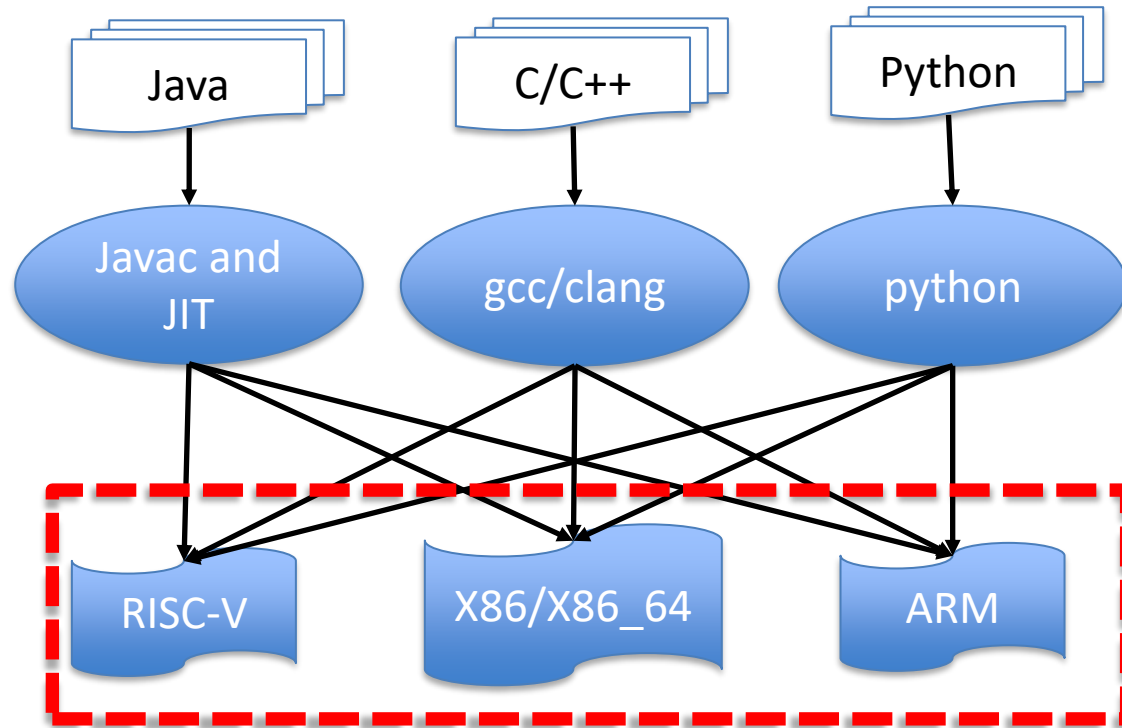 Java
C/C++
Python
Javac and
JIT
gcc/clang
python
RISC-V
X86/X86_64
ARM